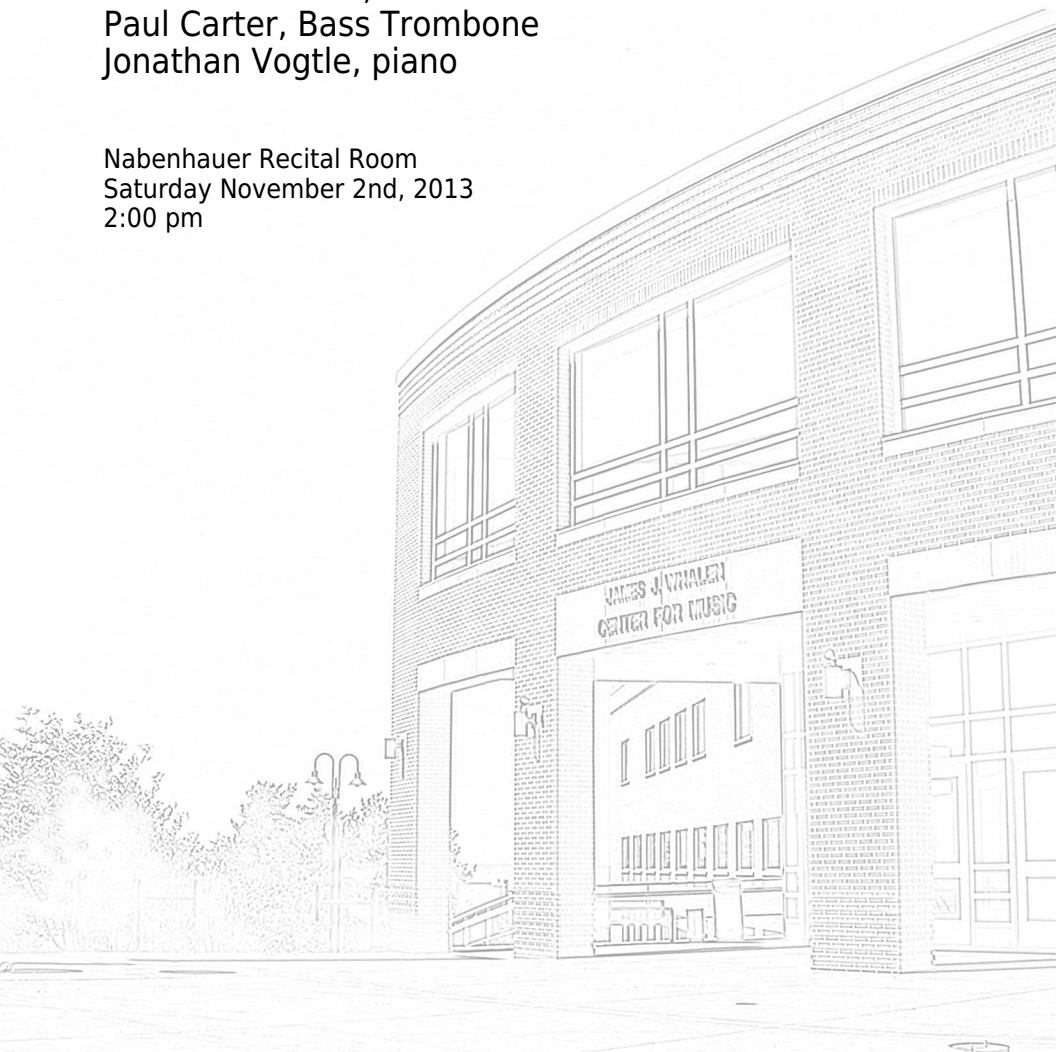 Paul Carter, Bass Trombone
Jonathan Vogtle, piano
Nabenhauer Recital Room
Saturday November 2nd, 2013
2:00 pm
JAMES J. WHALEN
CENTER FOR MUSIC